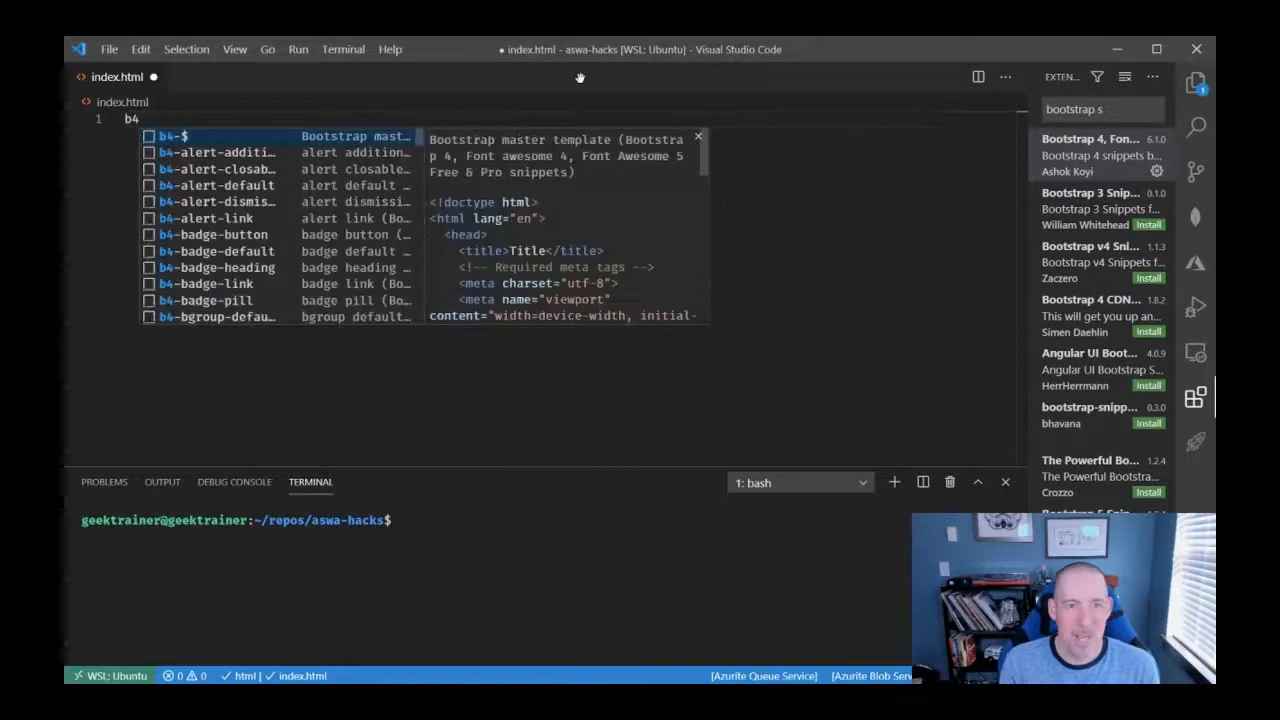 File Edit Selection View Go Run Terminal Help
● index.html - aswa-hacks [WSL: Ubuntu] - Visual Studio Code
index.html
index.html
1 b4
b4-$ Bootstrap mast…
b4-alert-additi… alert addition…
b4-alert-closab… alert closable…
b4-alert-default alert default …
b4-alert-dismis… alert dismissi…
b4-alert-link alert link (Bo…
b4-badge-button badge button (…
b4-badge-default badge default …
b4-badge-heading badge heading …
b4-badge-link badge link (Bo…
b4-badge-pill badge pill (Bo…
b4-bgroup-defau… bgroup default…
Bootstrap master template (Bootstra
p 4, Font awesome 4, Font Awesome 5
Free & Pro snippets)
<!doctype html>
<html lang="en">
<head>
<title>Title</title>
<!-- Required meta tags -->
<meta charset="utf-8">
<meta name="viewport"
content="width=device-width, initial-
EXTEN…
bootstrap s
Bootstrap 4, Fon… 6.1.0
Bootstrap 4 snippets b…
Ashok Koyi
Bootstrap 3 Snip… 0.1.0
Bootstrap 3 Snippets f…
William Whitehead Install
Bootstrap v4 Sni… 1.1.3
Bootstrap v4 Snippets f…
Zaczero Install
Bootstrap 4 CDN… 1.8.2
This will get you up an…
Simen Daehlin Install
Angular UI Boot… 4.0.9
Angular UI Bootstrap S…
HerrHerrmann Install
bootstrap-snipp… 0.3.0
bhavana Install
The Powerful Bo… 1.2.4
The Powerful Bootstra…
Crozzo Install
1
PROBLEMS OUTPUT DEBUG CONSOLE TERMINAL
1: bash
geektrainer@geektrainer:~/repos/aswa-hacks$
WSL: Ubuntu 0 0 html | index.html
[Azurite Queue Service] [Azurite Blob Serv